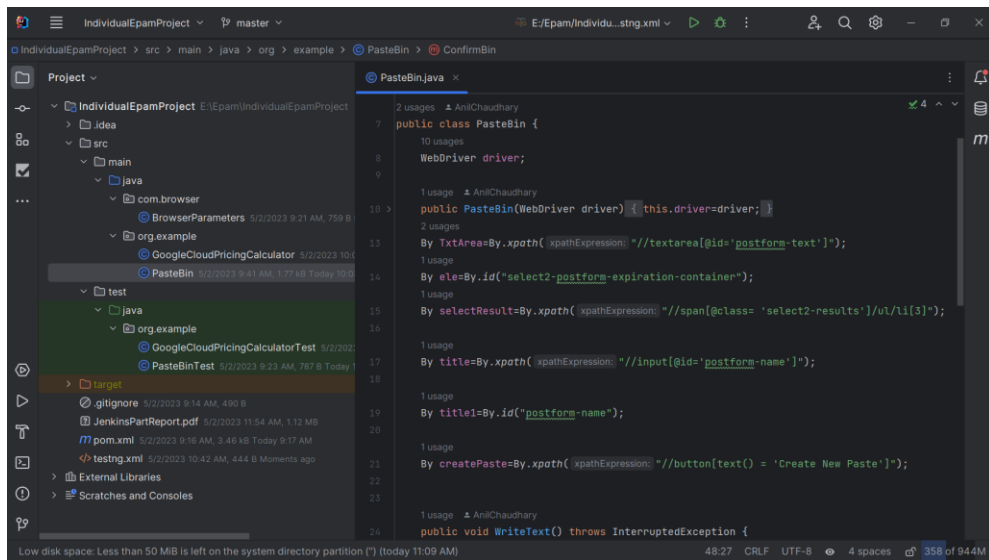 IndividualEpamProject master E:/Epam/Individu...stng.xml
IndividualEpamProject > src > main > java > org > example > PasteBin > ConfirmBin
Project
PasteBin.java
IndividualEpamProject E:\Epam\IndividualEpamProject
.idea
src
main
java
com.browser
BrowserParameters 5/2/2023 9:21 AM, 759 B
org.example
GoogleCloudPricingCalculator 5/2/2023 10:0
PasteBin 5/2/2023 9:41 AM, 1.77 kB Today 10:0
test
java
org.example
GoogleCloudPricingCalculatorTest 5/2/202
PasteBinTest 5/2/2023 9:23 AM, 787 B Today 1
target
.gitignore 5/2/2023 9:14 AM, 490 B
JenkinsPartReport.pdf 5/2/2023 11:54 AM, 1.12 MB
pom.xml 5/2/2023 9:16 AM, 3.46 kB Today 9:17 AM
testng.xml 5/2/2023 10:42 AM, 444 B Moments ago
External Libraries
Scratches and Consoles
2 usages AnilChaudhary
4
7 public class PasteBin {
10 usages
8 WebDriver driver;
9
1 usage AnilChaudhary
10 public PasteBin(WebDriver driver) { this.driver=driver; }
2 usages
13 By TxtArea=By.xpath( xpathExpression: "//textarea[@id='postform-text']");
1 usage
14 By ele=By.id("select2-postform-expiration-container");
1 usage
15 By selectResult=By.xpath( xpathExpression: "//span[@class= 'select2-results']/ul/li[3]");
16
1 usage
17 By title=By.xpath( xpathExpression: "//input[@id='postform-name']");
18
1 usage
19 By title1=By.id("postform-name");
20
1 usage
21 By createPaste=By.xpath( xpathExpression: "//button[text() = 'Create New Paste']");
22
23
1 usage AnilChaudhary
24 public void WriteText() throws InterruptedException {
m
Low disk space: Less than 50 MiB is left on the system directory partition ('') (today 11:09 AM) 48:27 CRLF UTF-8 4 spaces 358 of 944M